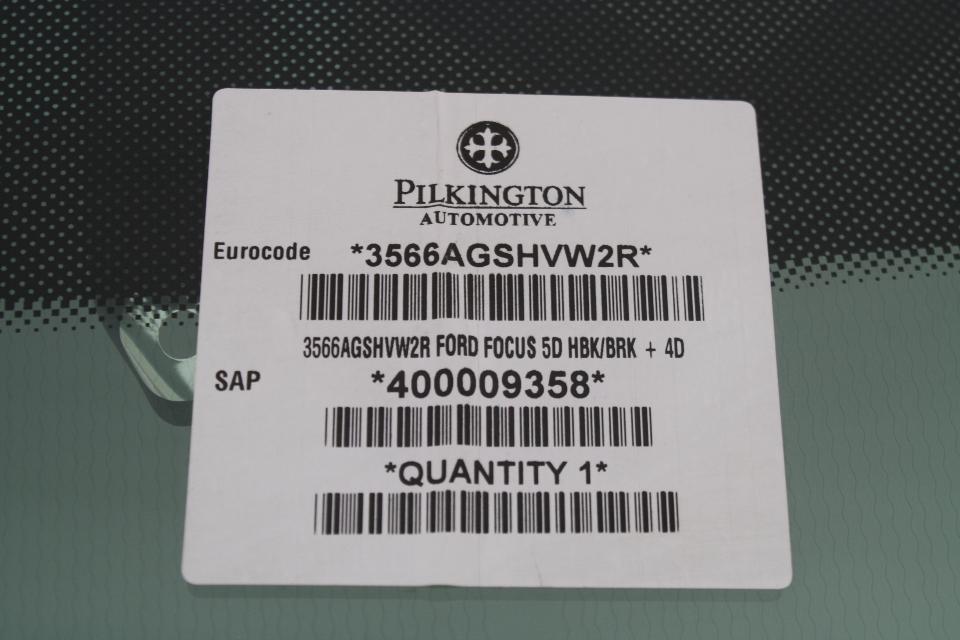 PILKINGTON
AUTOMOTIVE
Eurocode *3566AGSHVW2R*
3566AGSHVW2R FORD FOCUS 5D HBK/BRK + 4D
SAP *400009358*
*QUANTITY 1*